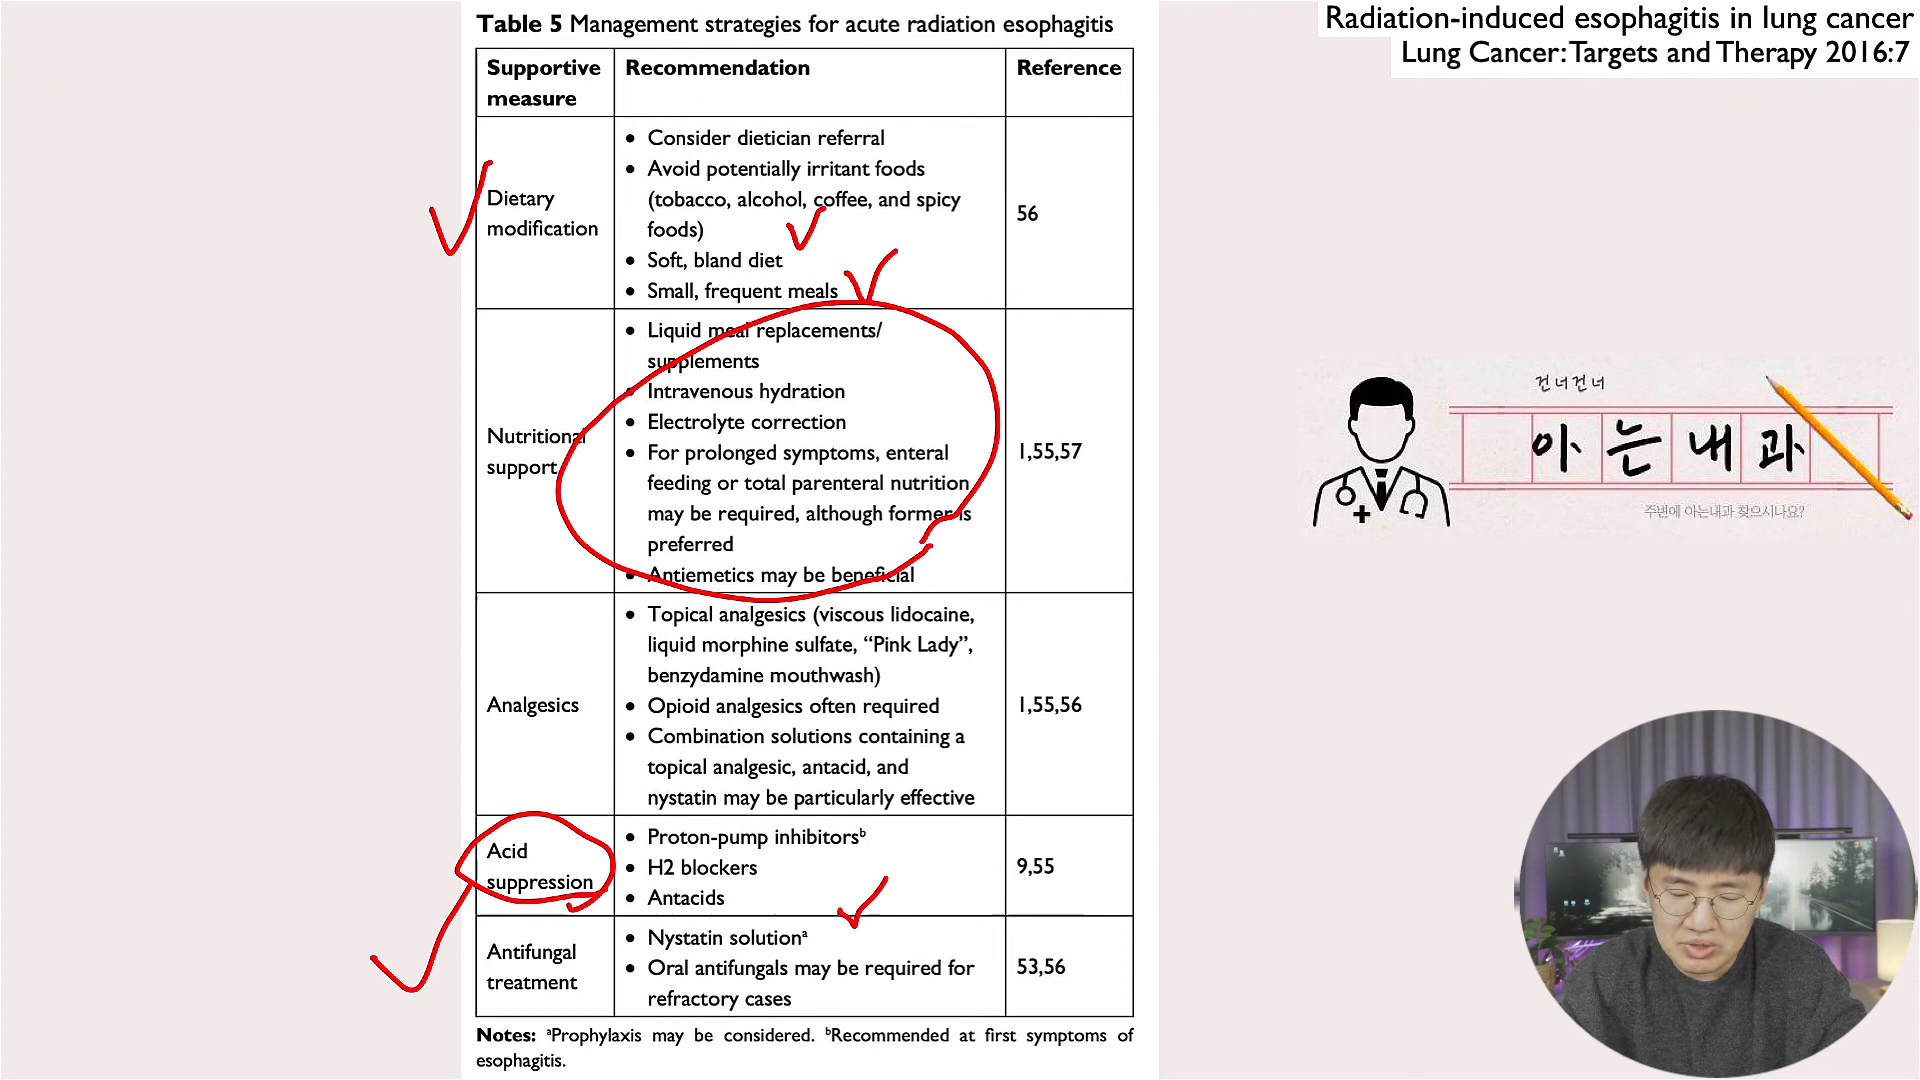 Table 5 Management strategies for acute radiation esophagitis
Supportive measure
Recommendation
Reference
Dietary modification
• Consider dietician referral
• Avoid potentially irritant foods
(tobacco, alcohol, coffee, and spicy
foods)
• Soft, bland diet
• Small, frequent meals
56
Nutritional support
• Liquid meal replacements/
supplements
• Intravenous hydration
• Electrolyte correction
• For prolonged symptoms, enteral
feeding or total parenteral nutrition
may be required, although former is
preferred
• Antiemetics may be beneficial
1,55,57
Analgesics
• Topical analgesics (viscous lidocaine,
liquid morphine sulfate, “Pink Lady”,
benzydamine mouthwash)
• Opioid analgesics often required
• Combination solutions containing a
topical analgesic, antacid, and
nystatin may be particularly effective
1,55,56
Acid suppression
• Proton-pump inhibitorsᵇ
• H2 blockers
• Antacids
9,55
Antifungal treatment
• Nystatin solutionᵃ
• Oral antifungals may be required for
refractory cases
53,56
Notes: ᵃProphylaxis may be considered. ᵇRecommended at first symptoms of
esophagitis.
Radiation-induced esophagitis in lung cancer
Lung Cancer: Targets and Therapy 2016:7
건너건너
아는내과
주변에 아는내과 찾으시나요?